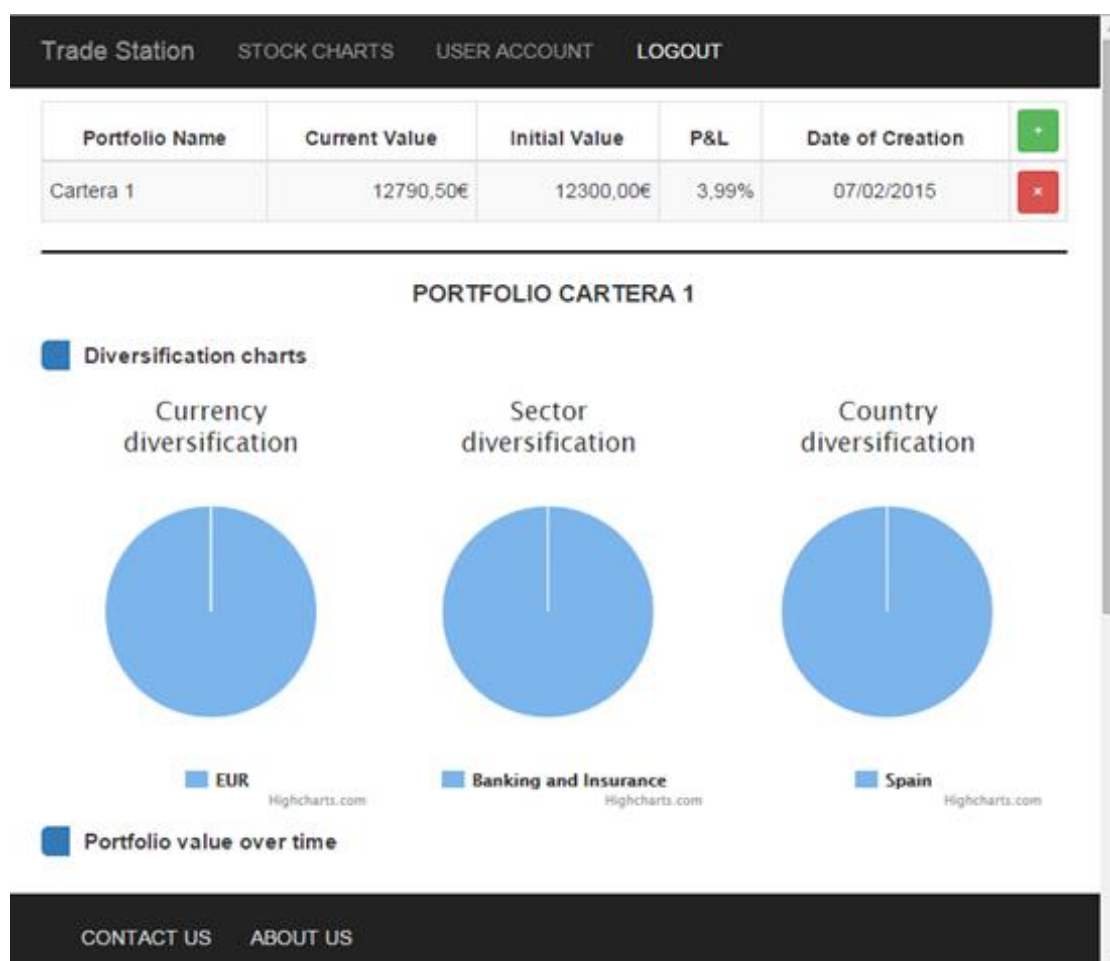 Trade Station STOCK CHARTS USER ACCOUNT LOGOUT
Portfolio Name Current Value Initial Value P&L Date of Creation +
Cartera 1 12790,50€ 12300,00€ 3,99% 07/02/2015 ×
PORTFOLIO CARTERA 1
Diversification charts
Currency
diversification
Sector
diversification
Country
diversification
EUR
Highcharts.com
Banking and Insurance
Highcharts.com
Spain
Highcharts.com
Portfolio value over time
CONTACT US ABOUT US